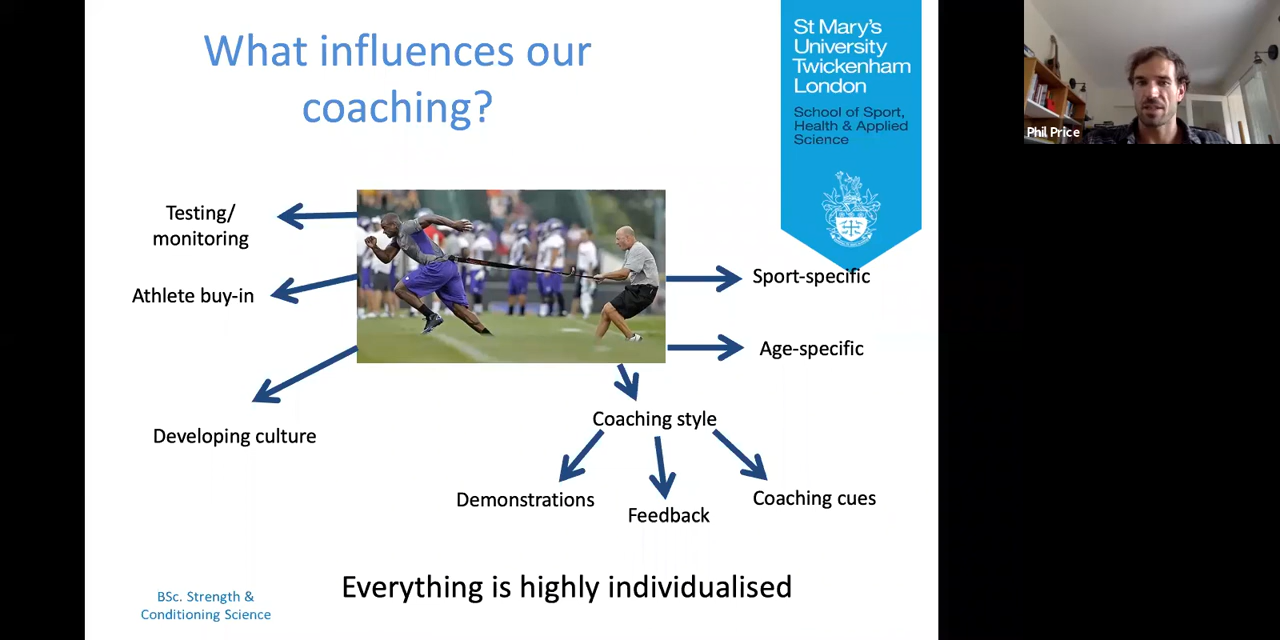 What influences our
coaching?
St Mary's
University
Twickenham
London
School of Sport,
Health & Applied
Science
Phil Price
Testing/
monitoring
Athlete buy-in
Developing culture
Sport-specific
Age-specific
Coaching style
Demonstrations
Feedback
Coaching cues
Everything is highly individualised
BSc. Strength &
Conditioning Science